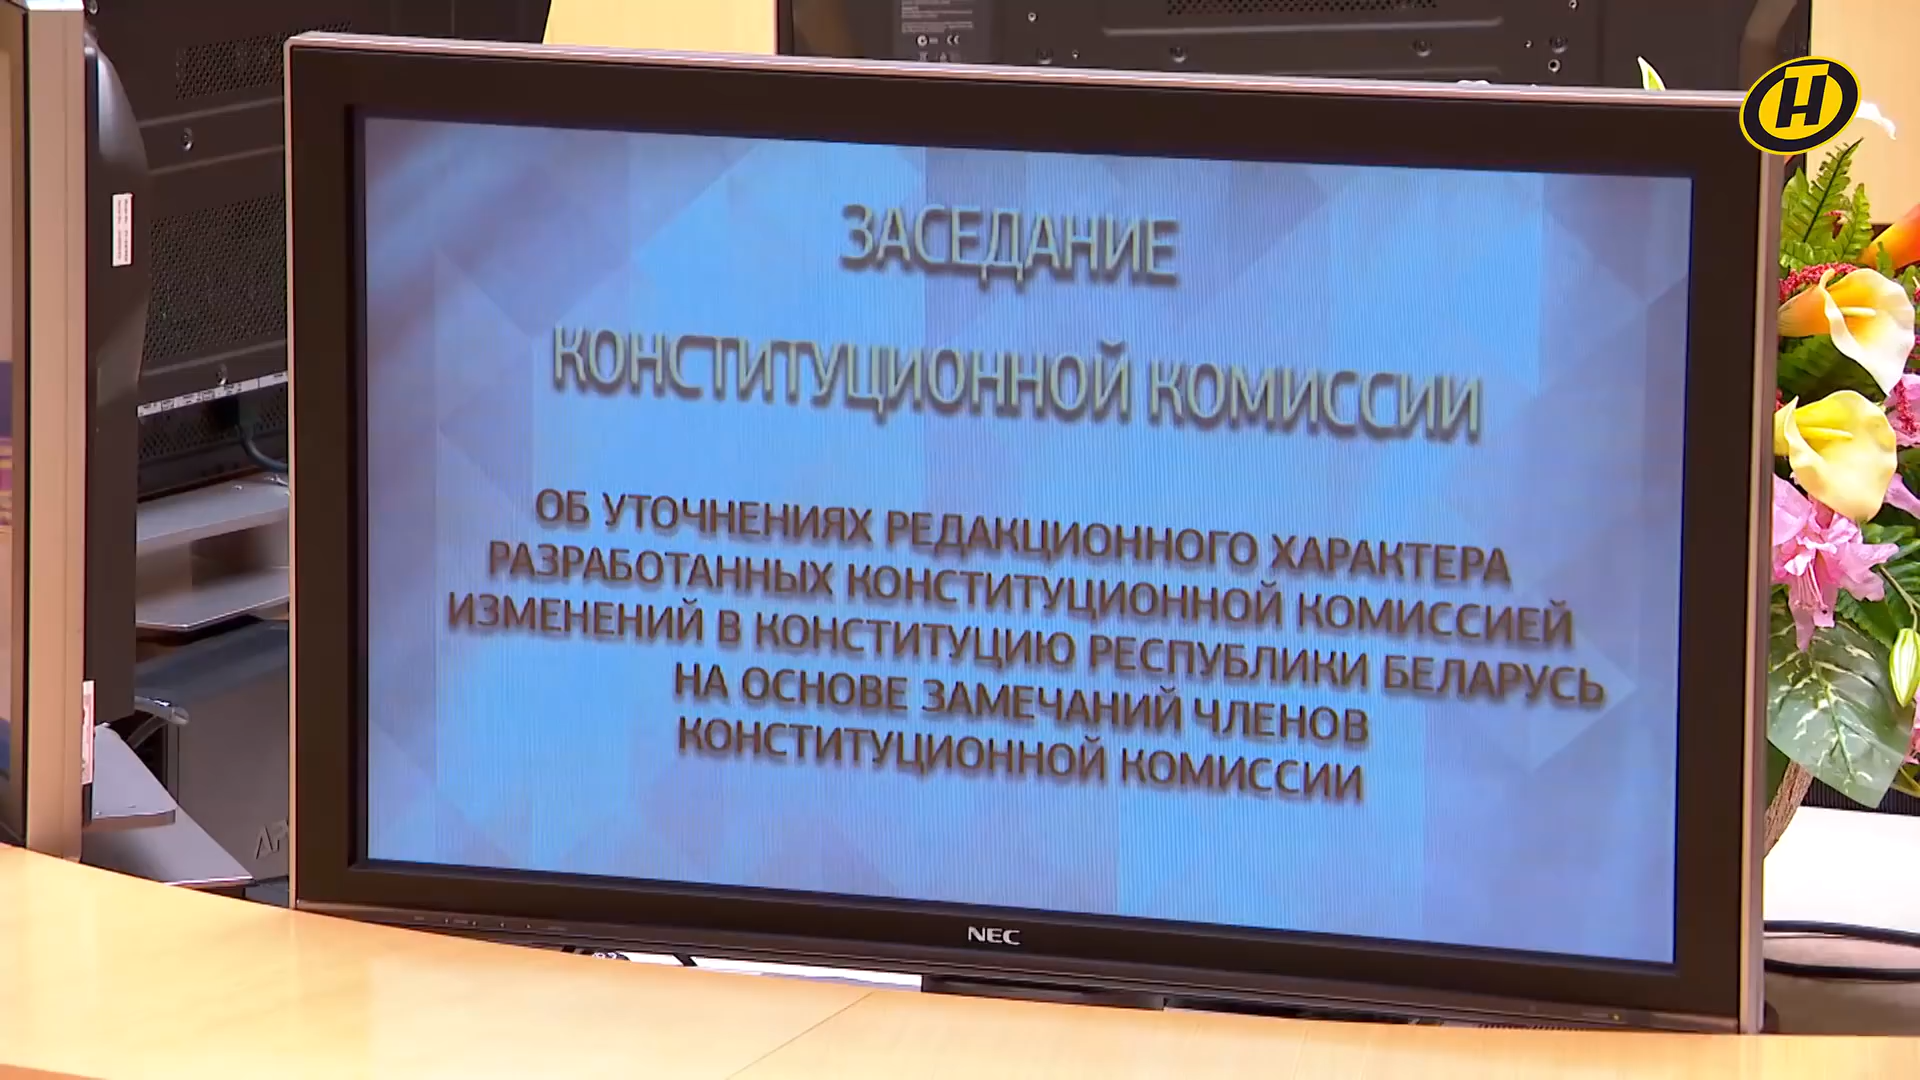 ЗАСЕДАНИЕ
КОНСТИТУЦИОННОЙ КОМИССИИ
ОБ УТОЧНЕНИЯХ РЕДАКЦИОННОГО ХАРАКТЕРА
РАЗРАБОТАННЫХ КОНСТИТУЦИОННОЙ КОМИССИЕЙ
ИЗМЕНЕНИЙ В КОНСТИТУЦИЮ РЕСПУБЛИКИ БЕЛАРУСЬ
НА ОСНОВЕ ЗАМЕЧАНИЙ ЧЛЕНОВ
КОНСТИТУЦИОННОЙ КОМИССИИ
NEC